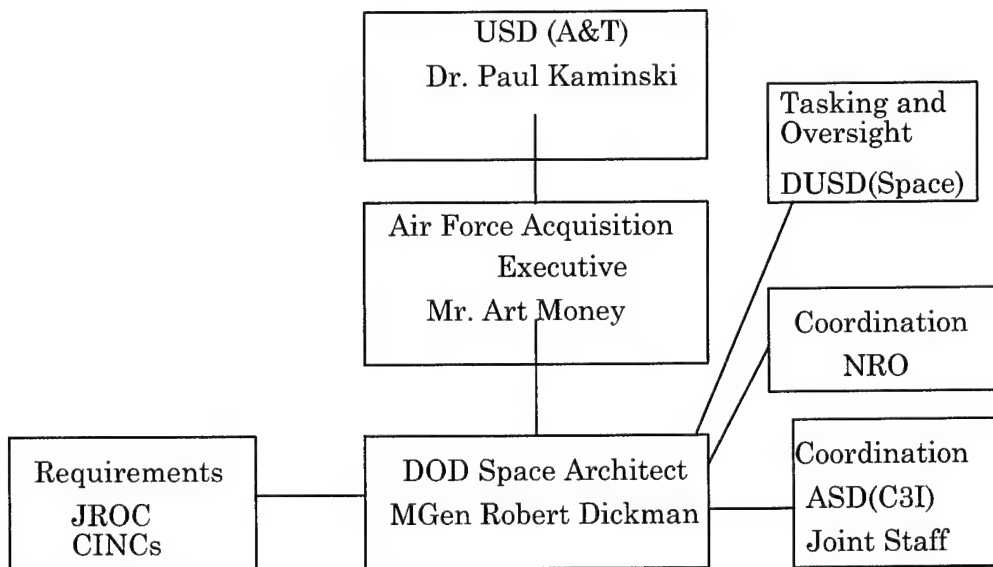 USD (A&T)
Dr. Paul Kaminski
Tasking and
Oversight
DUSD(Space)
Air Force Acquisition
Executive
Mr. Art Money
Coordination
NRO
Requirements
JROC
CINCs
DOD Space Architect
MGen Robert Dickman
Coordination
ASD(C3I)
Joint Staff